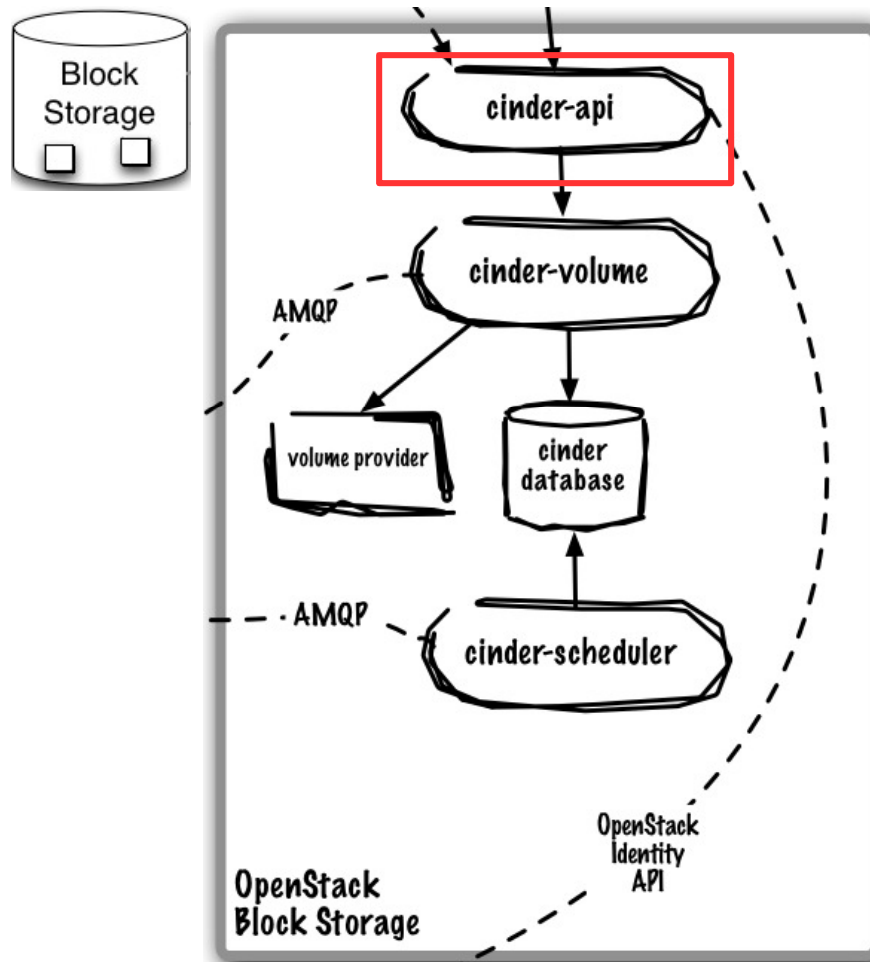 Block
Storage
cinder-api
cinder-volume
AMQP
volume provider
cinder
database
AMQP
cinder-scheduler
OpenStack
Identity
API
OpenStack
Block Storage